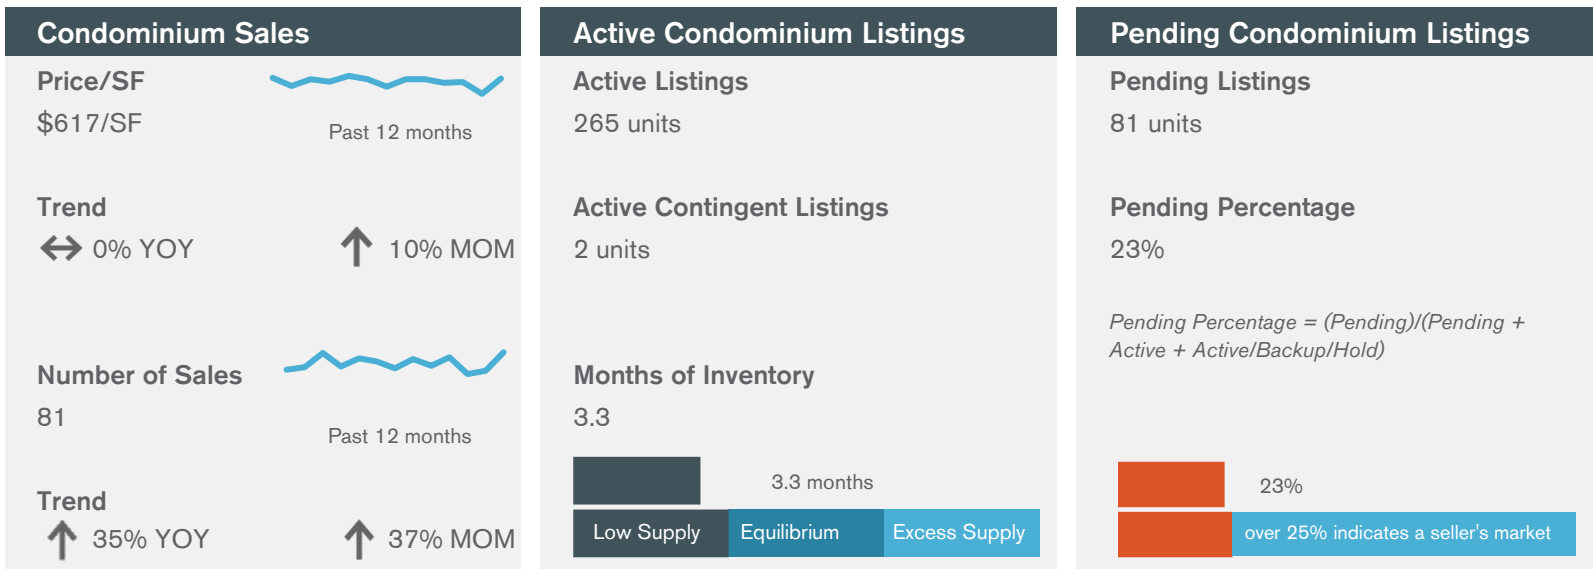 Condominium Sales
Price/SF
$617/SF
Past 12 months
Trend
0% YOY
10% MOM
Number of Sales
81
Past 12 months
Trend
35% YOY
37% MOM
Active Condominium Listings
Active Listings
265 units
Active Contingent Listings
2 units
Months of Inventory
3.3
3.3 months
Low Supply
Equilibrium
Excess Supply
Pending Condominium Listings
Pending Listings
81 units
Pending Percentage
23%
Pending Percentage = (Pending)/(Pending +
Active + Active/Backup/Hold)
23%
over 25% indicates a seller's market